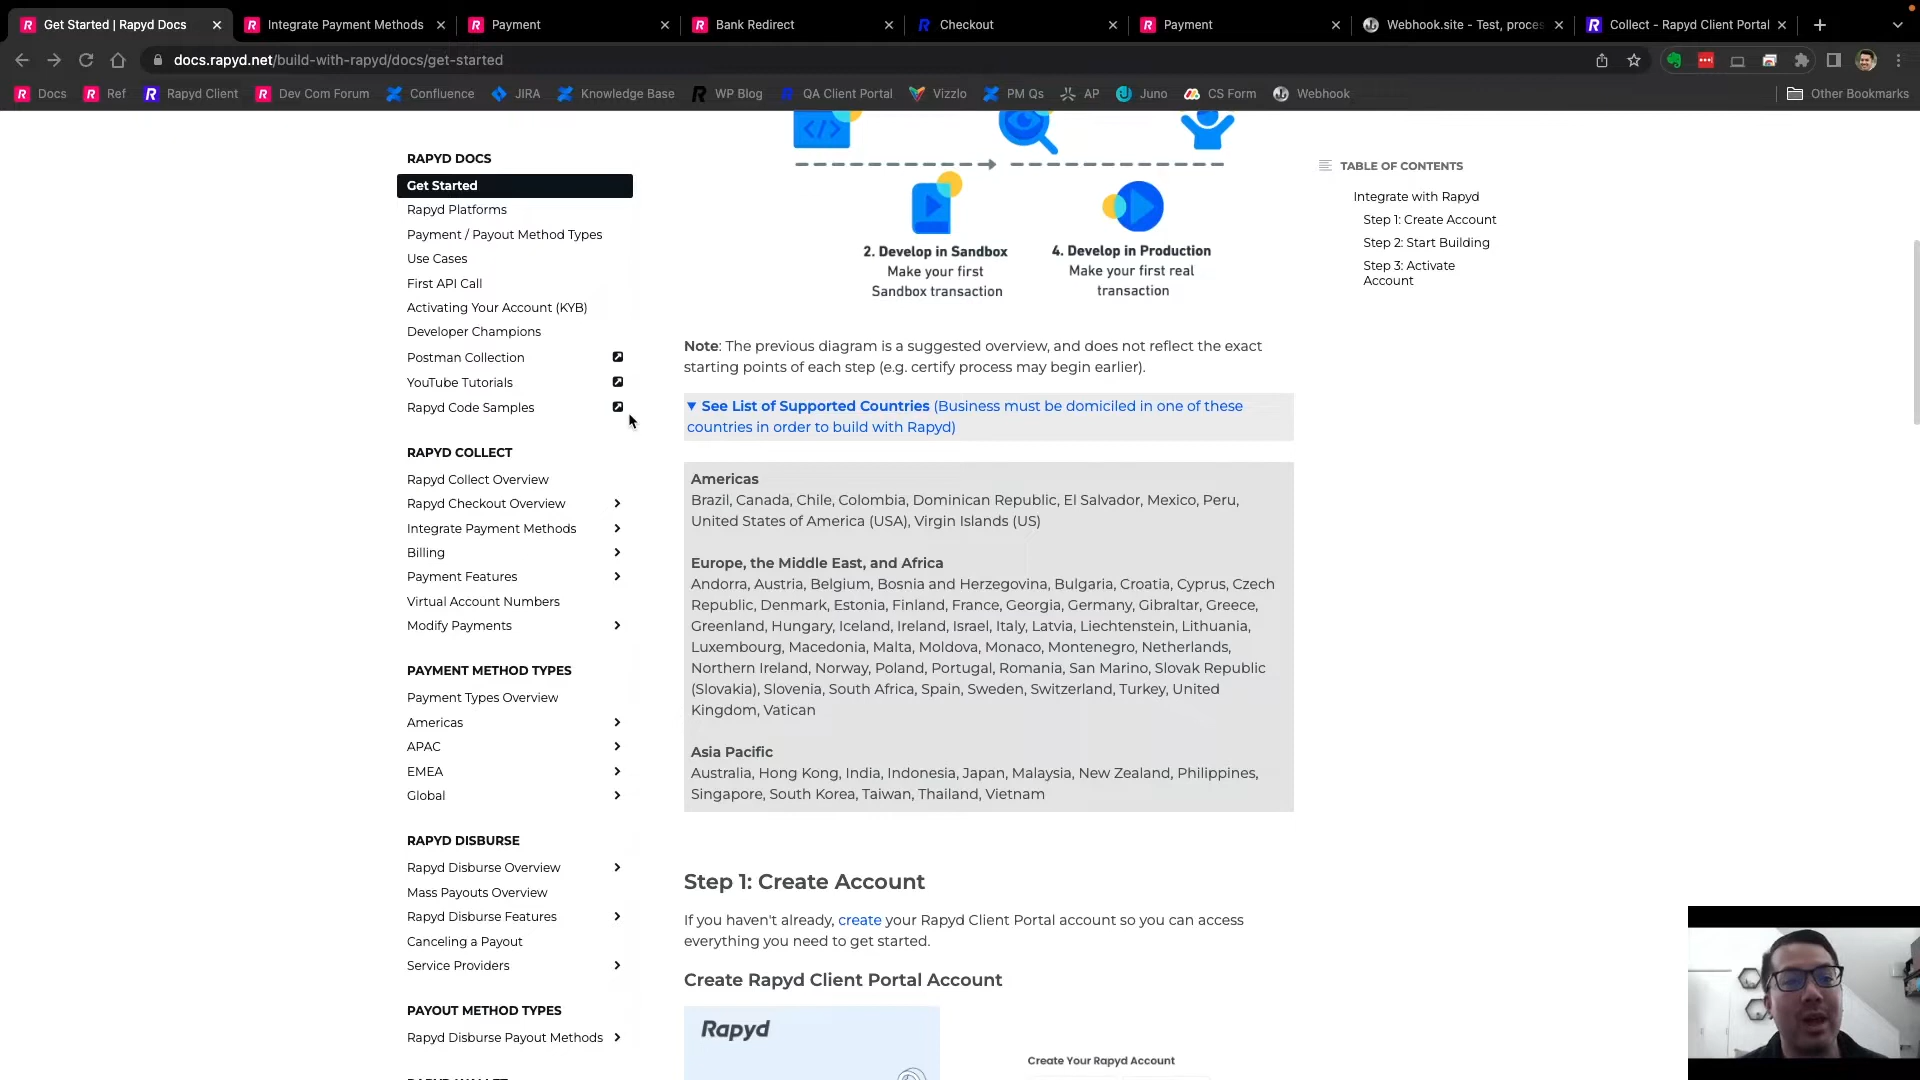 Get Started | Rapyd Docs
Integrate Payment Methods
Payment
Bank Redirect
Checkout
Payment
Webhook.site - Test, proces
Collect - Rapyd Client Portal
docs.rapyd.net/build-with-rapyd/docs/get-started
Docs
Ref
Rapyd Client
Dev Com Forum
Confluence
JIRA
Knowledge Base
WP Blog
QA Client Portal
Vizzlo
PM Qs
AP
Juno
CS Form
Webhook
Other Bookmarks
RAPYD DOCS
Get Started
Rapyd Platforms
Payment / Payout Method Types
Use Cases
First API Call
Activating Your Account (KYB)
Developer Champions
Postman Collection
YouTube Tutorials
Rapyd Code Samples
RAPYD COLLECT
Rapyd Collect Overview
Rapyd Checkout Overview
Integrate Payment Methods
Billing
Payment Features
Virtual Account Numbers
Modify Payments
PAYMENT METHOD TYPES
Payment Types Overview
Americas
APAC
EMEA
Global
RAPYD DISBURSE
Rapyd Disburse Overview
Mass Payouts Overview
Rapyd Disburse Features
Canceling a Payout
Service Providers
PAYOUT METHOD TYPES
Rapyd Disburse Payout Methods
2. Develop in Sandbox
Make your first
Sandbox transaction
4. Develop in Production
Make your first real
transaction
Note: The previous diagram is a suggested overview, and does not reflect the exact
starting points of each step (e.g. certify process may begin earlier).
▼ See List of Supported Countries (Business must be domiciled in one of these
countries in order to build with Rapyd)
Americas
Brazil, Canada, Chile, Colombia, Dominican Republic, El Salvador, Mexico, Peru,
United States of America (USA), Virgin Islands (US)
Europe, the Middle East, and Africa
Andorra, Austria, Belgium, Bosnia and Herzegovina, Bulgaria, Croatia, Cyprus, Czech
Republic, Denmark, Estonia, Finland, France, Georgia, Germany, Gibraltar, Greece,
Greenland, Hungary, Iceland, Ireland, Israel, Italy, Latvia, Liechtenstein, Lithuania,
Luxembourg, Macedonia, Malta, Moldova, Monaco, Montenegro, Netherlands,
Northern Ireland, Norway, Poland, Portugal, Romania, San Marino, Slovak Republic
(Slovakia), Slovenia, South Africa, Spain, Sweden, Switzerland, Turkey, United
Kingdom, Vatican
Asia Pacific
Australia, Hong Kong, India, Indonesia, Japan, Malaysia, New Zealand, Philippines,
Singapore, South Korea, Taiwan, Thailand, Vietnam
Step 1: Create Account
If you haven't already, create your Rapyd Client Portal account so you can access
everything you need to get started.
Create Rapyd Client Portal Account
Rapyd
Create Your Rapyd Account
TABLE OF CONTENTS
Integrate with Rapyd
Step 1: Create Account
Step 2: Start Building
Step 3: Activate
Account